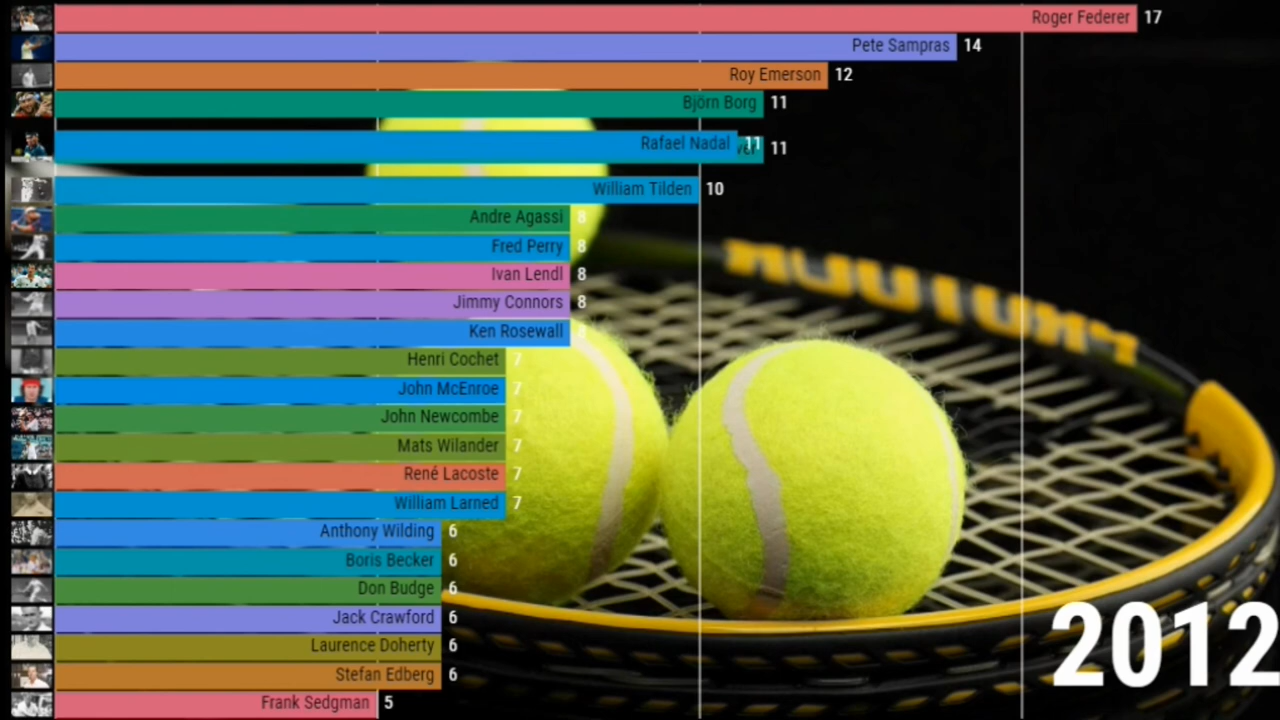 Roger Federer 17
Pete Sampras 14
Roy Emerson 12
Björn Borg 11
Rafael Nadal 11
11
William Tilden 10
Andre Agassi 8
Fred Perry 8
Ivan Lendl 8
Jimmy Connors 8
Ken Rosewall 8
Henri Cochet 7
John McEnroe 7
John Newcombe 7
Mats Wilander 7
René Lacoste 7
William Larned 7
Anthony Wilding 6
Boris Becker 6
Don Budge 6
Jack Crawford 6
Laurence Doherty 6
Stefan Edberg 6
Frank Sedgman 5
2012